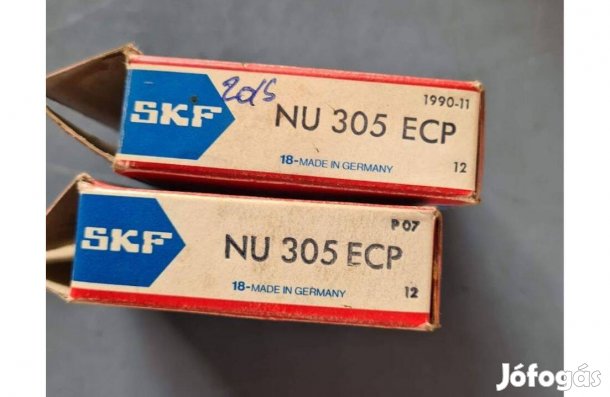 SKF
2015
NU 305 ECP
1990-11
18-MADE IN GERMANY
12
SKF
NU 305 ECP
P 07
18-MADE IN GERMANY
12
Jófogás